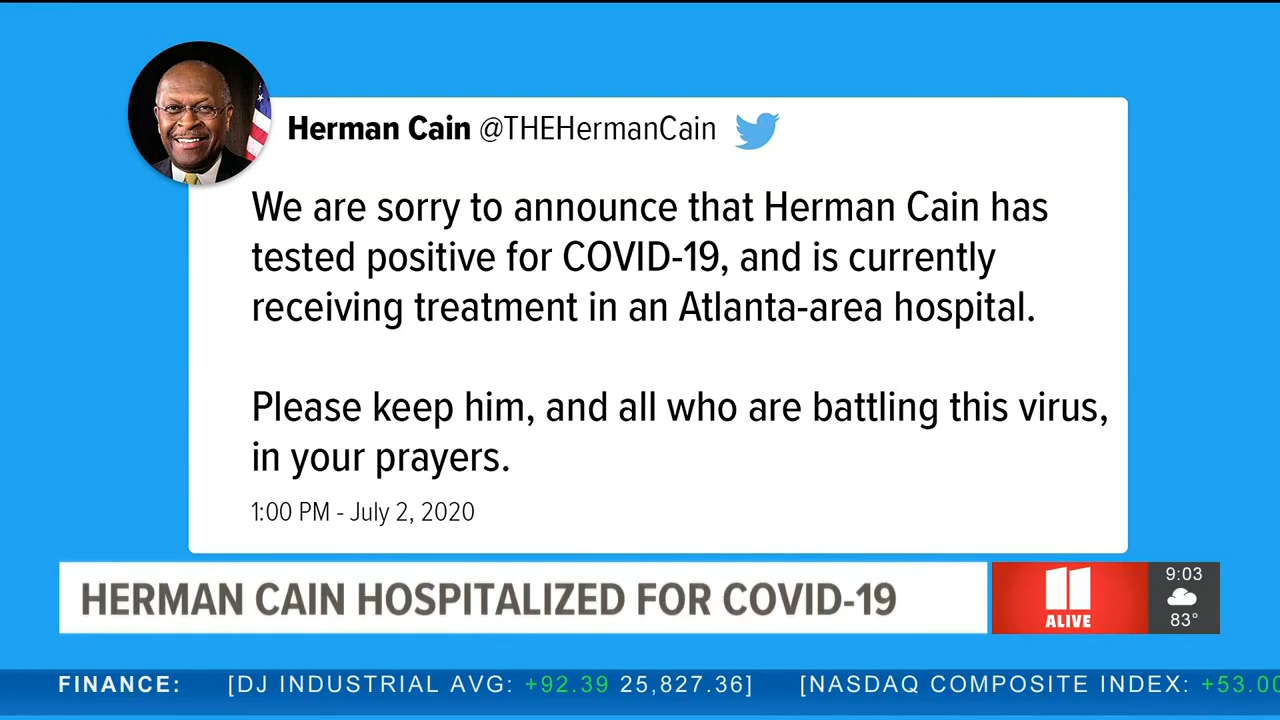 Herman Cain @THEHermanCain
We are sorry to announce that Herman Cain has
tested positive for COVID-19, and is currently
receiving treatment in an Atlanta-area hospital.
Please keep him, and all who are battling this virus,
in your prayers.
1:00 PM - July 2, 2020
HERMAN CAIN HOSPITALIZED FOR COVID-19
11
ALIVE
9:03
83°
FINANCE: [DJ INDUSTRIAL AVG: +92.39 25,827.36] [NASDAQ COMPOSITE INDEX: +53.00